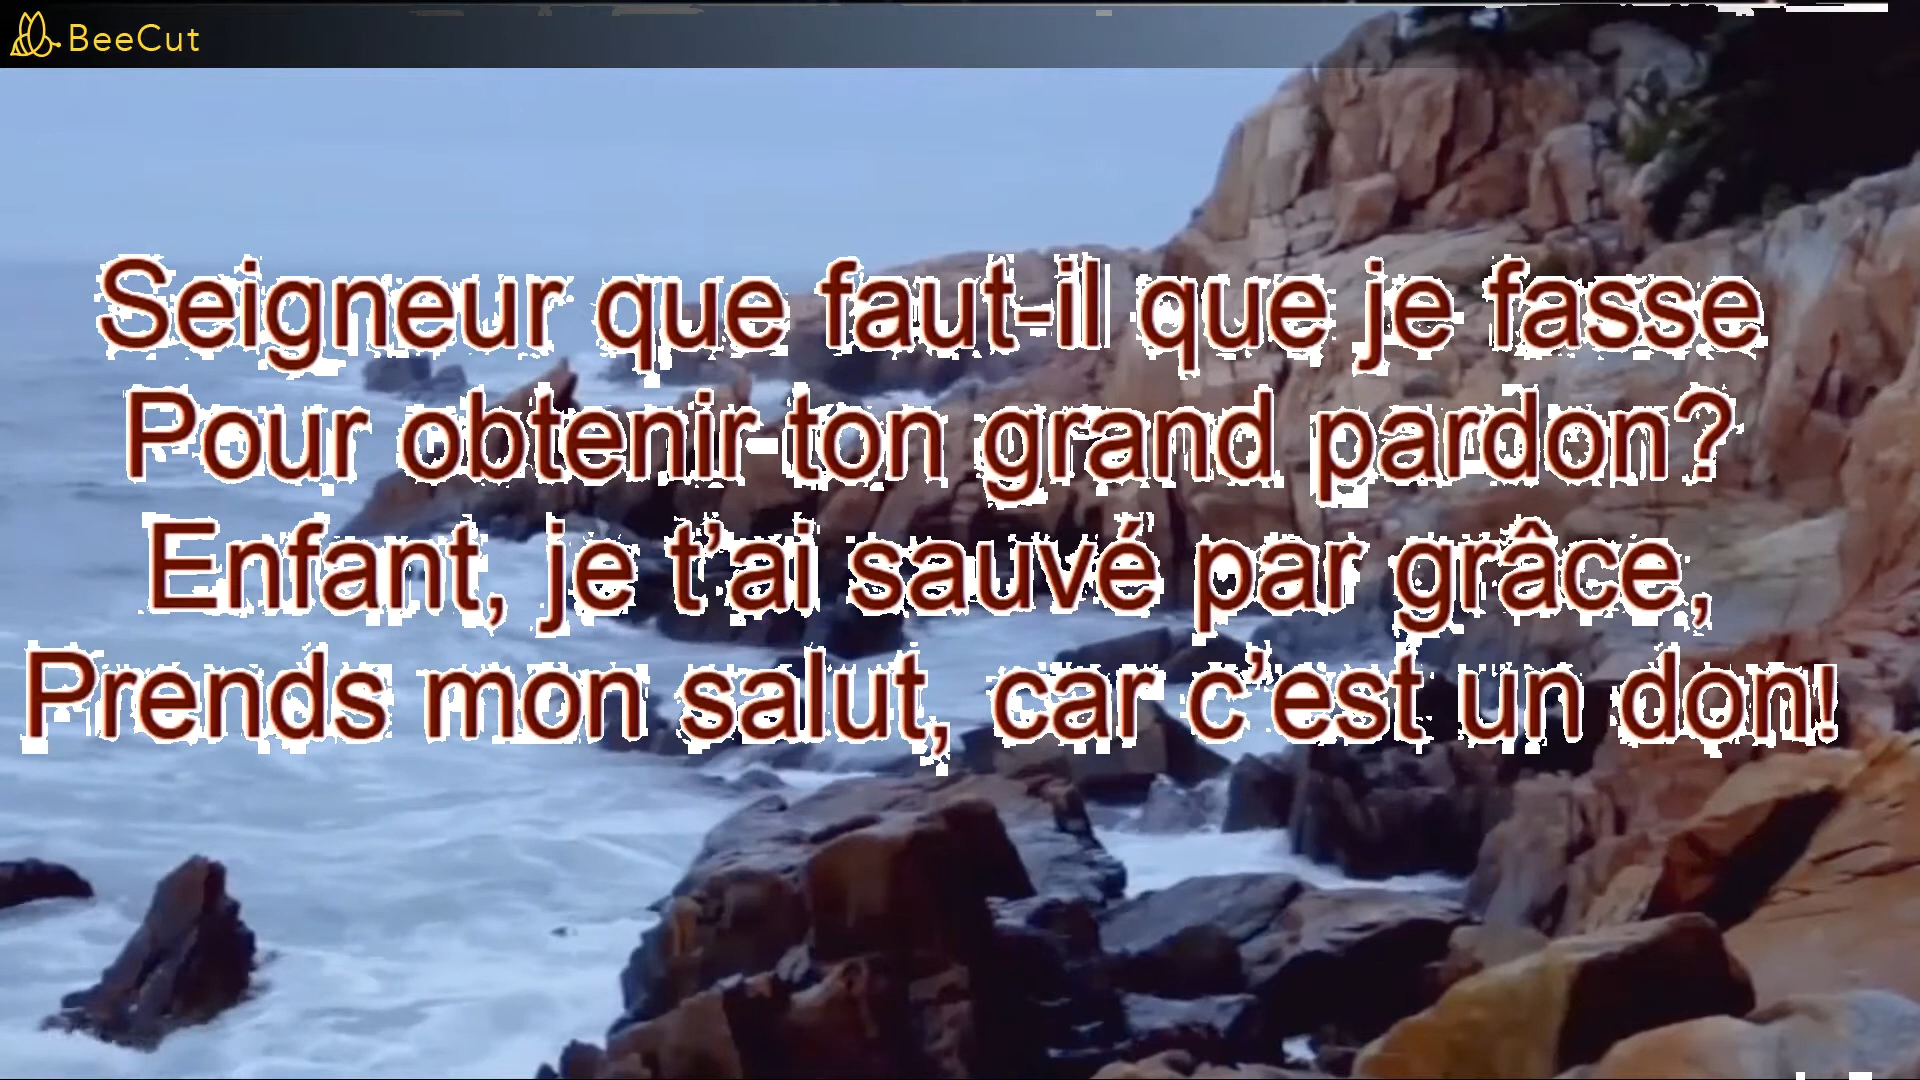 BeeCut
Seigneur que faut-il que je fasse
Pour obtenir ton grand pardon?
Enfant, je t’ai sauvé par grâce,
Prends mon salut, car c’est un don!